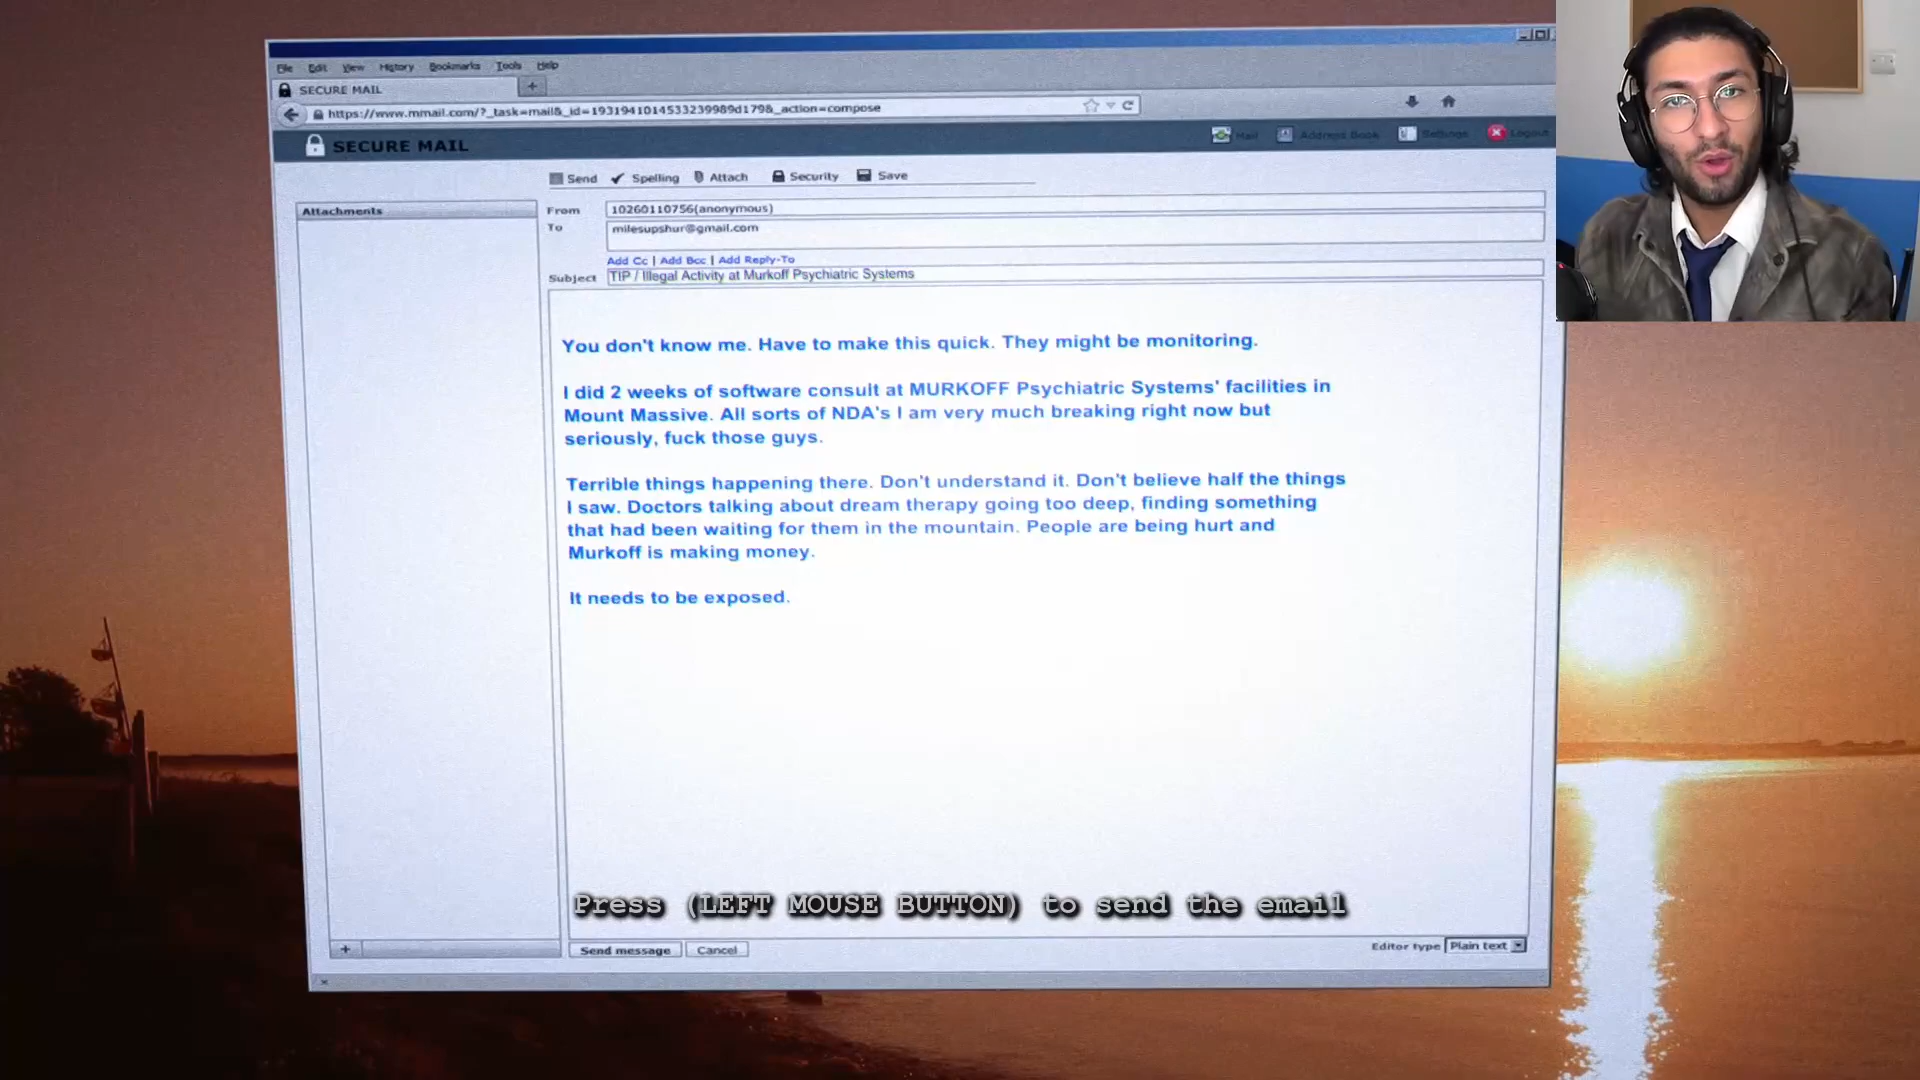 File Edit View History Bookmarks Tools Help
SECURE MAIL
+
https://www.mmail.com/?_task=mail&_id=1931941014533239989d179&_action=compose
SECURE MAIL
Mail Address Book Settings Logout
Send Spelling Attach Security Save
Attachments
From 10260110756(anonymous)
To milesupshur@gmail.com
Add Cc | Add Bcc | Add Reply-To
Subject TIP / Illegal Activity at Murkoff Psychiatric Systems
You don't know me. Have to make this quick. They might be monitoring.
I did 2 weeks of software consult at MURKOFF Psychiatric Systems' facilities in
Mount Massive. All sorts of NDA's I am very much breaking right now but
seriously, fuck those guys.
Terrible things happening there. Don't understand it. Don't believe half the things
I saw. Doctors talking about dream therapy going too deep, finding something
that had been waiting for them in the mountain. People are being hurt and
Murkoff is making money.
It needs to be exposed.
Press (LEFT MOUSE BUTTON) to send the email
+
Send message Cancel
Editor type Plain text
x